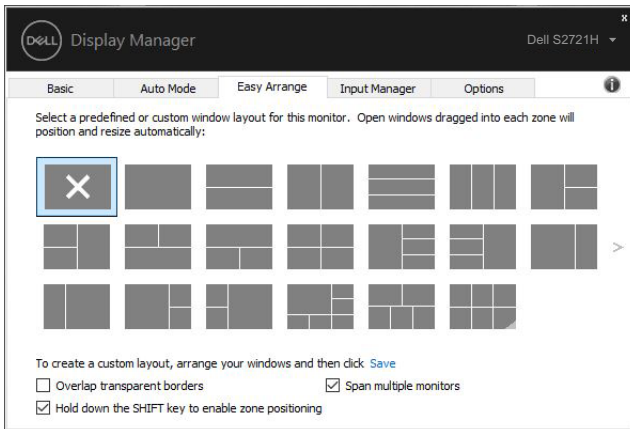 x
DELL Display Manager
Dell S2721H
Basic Auto Mode Easy Arrange Input Manager Options
Select a predefined or custom window layout for this monitor. Open windows dragged into each zone will
position and resize automatically:
>
To create a custom layout, arrange your windows and then click Save
Overlap transparent borders Span multiple monitors
Hold down the SHIFT key to enable zone positioning